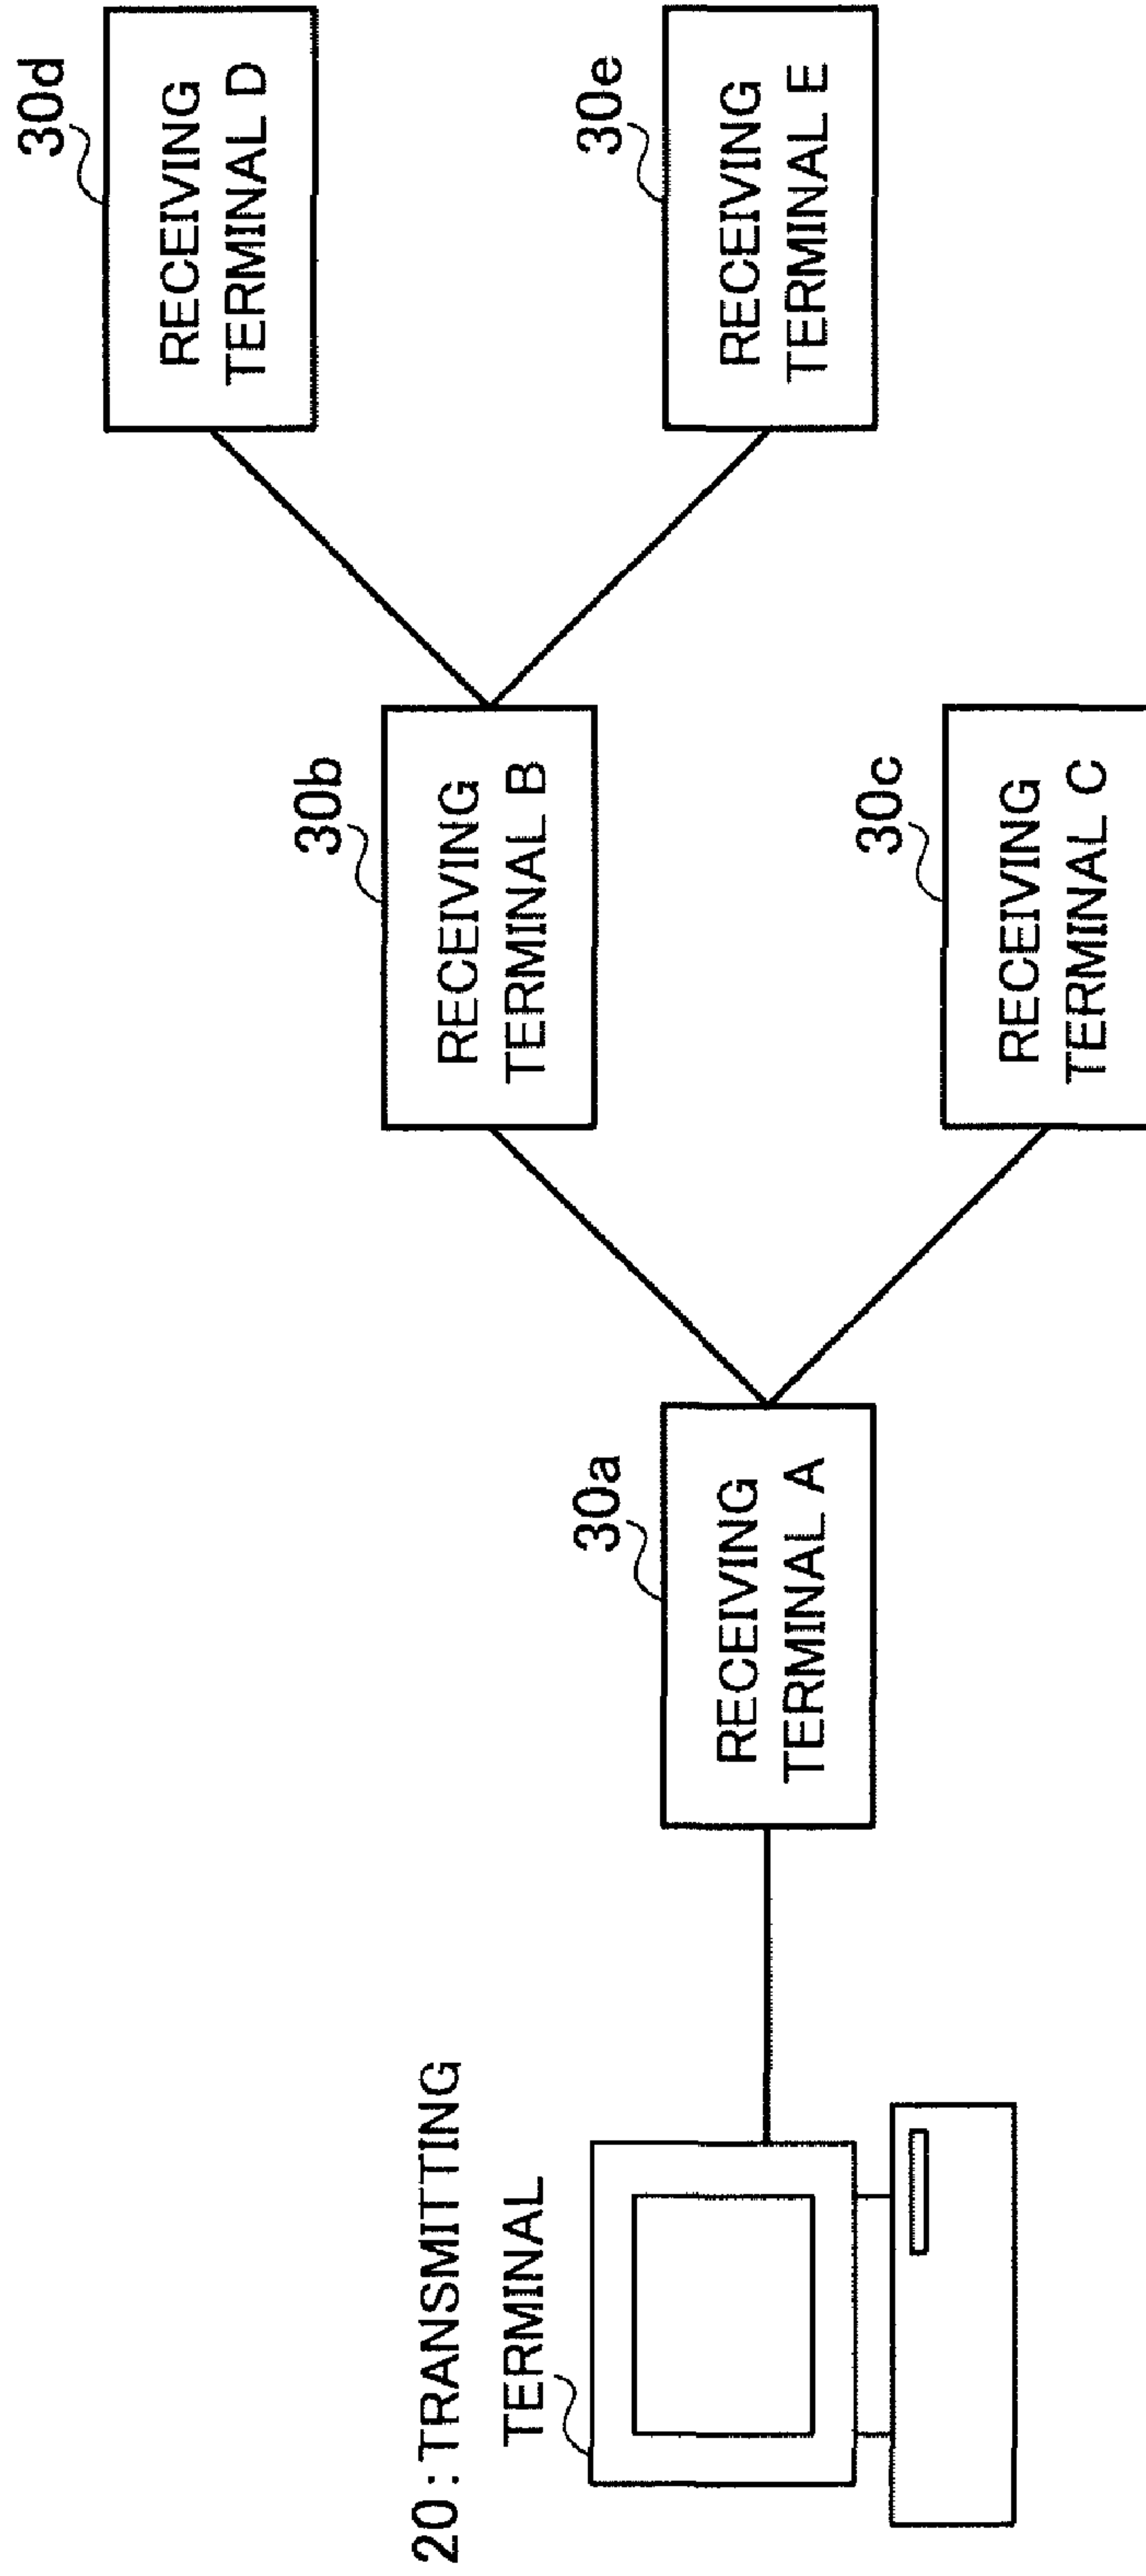 20 : TRANSMITTING
TERMINAL
30a
RECEIVING
TERMINAL A
30b
RECEIVING
TERMINAL B
30c
RECEIVING
TERMINAL C
30d
RECEIVING
TERMINAL D
30e
RECEIVING
TERMINAL E